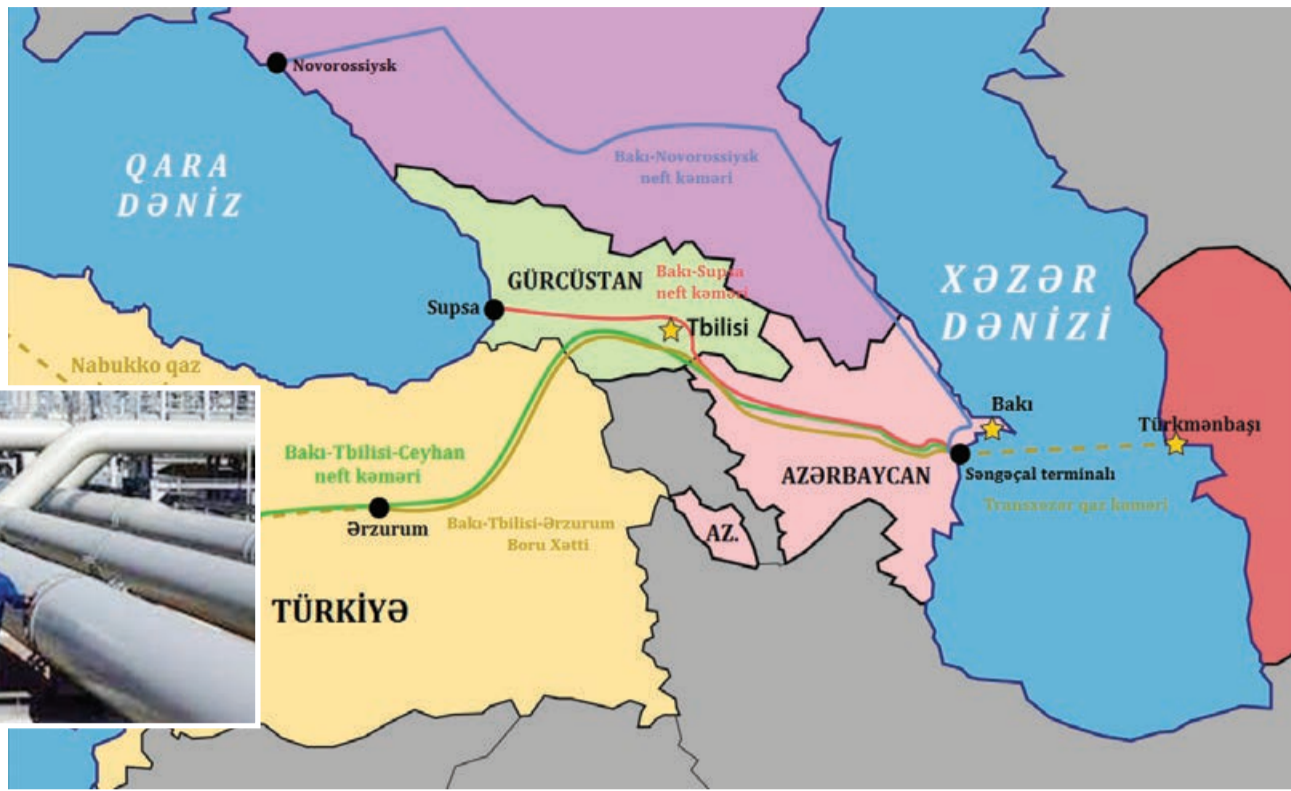 Novorossiysk
QARA
DƏNİZ
Bakı-Novorossiysk
neft kəməri
GÜRCÜSTAN
Bakı-Supsa
neft kəməri
XƏZƏR
DƏNİZİ
Supsa
Tbilisi
Nabukko qaz
Bakı
Türkmənbaşı
Bakı-Tbilisi-Ceyhan
neft kəməri
AZƏRBAYCAN
Səngəçal terminalı
Transxəzər qaz kəməri
Ərzurum
Bakı-Tbilisi-Ərzurum
Boru Xətti
AZ.
TÜRKİYƏ